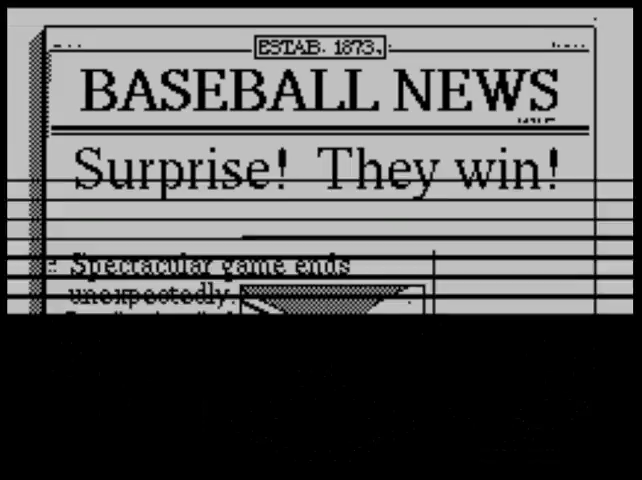 ESTAB. 1873.
BASEBALL NEWS
Surprise! They win!
Spectacular game ends
unexpectedly.